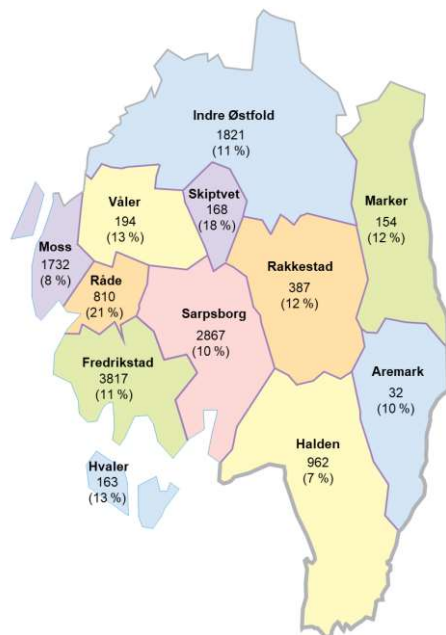 Indre Østfold
1821
(11 %)
Våler
194
(13 %)
Skiptvet
168
(18 %)
Marker
154
(12 %)
Moss
1732
(8 %)
Råde
810
(21 %)
Rakkestad
387
(12 %)
Sarpsborg
2867
(10 %)
Fredrikstad
3817
(11 %)
Aremark
32
(10 %)
Halden
962
(7 %)
Hvaler
163
(13 %)